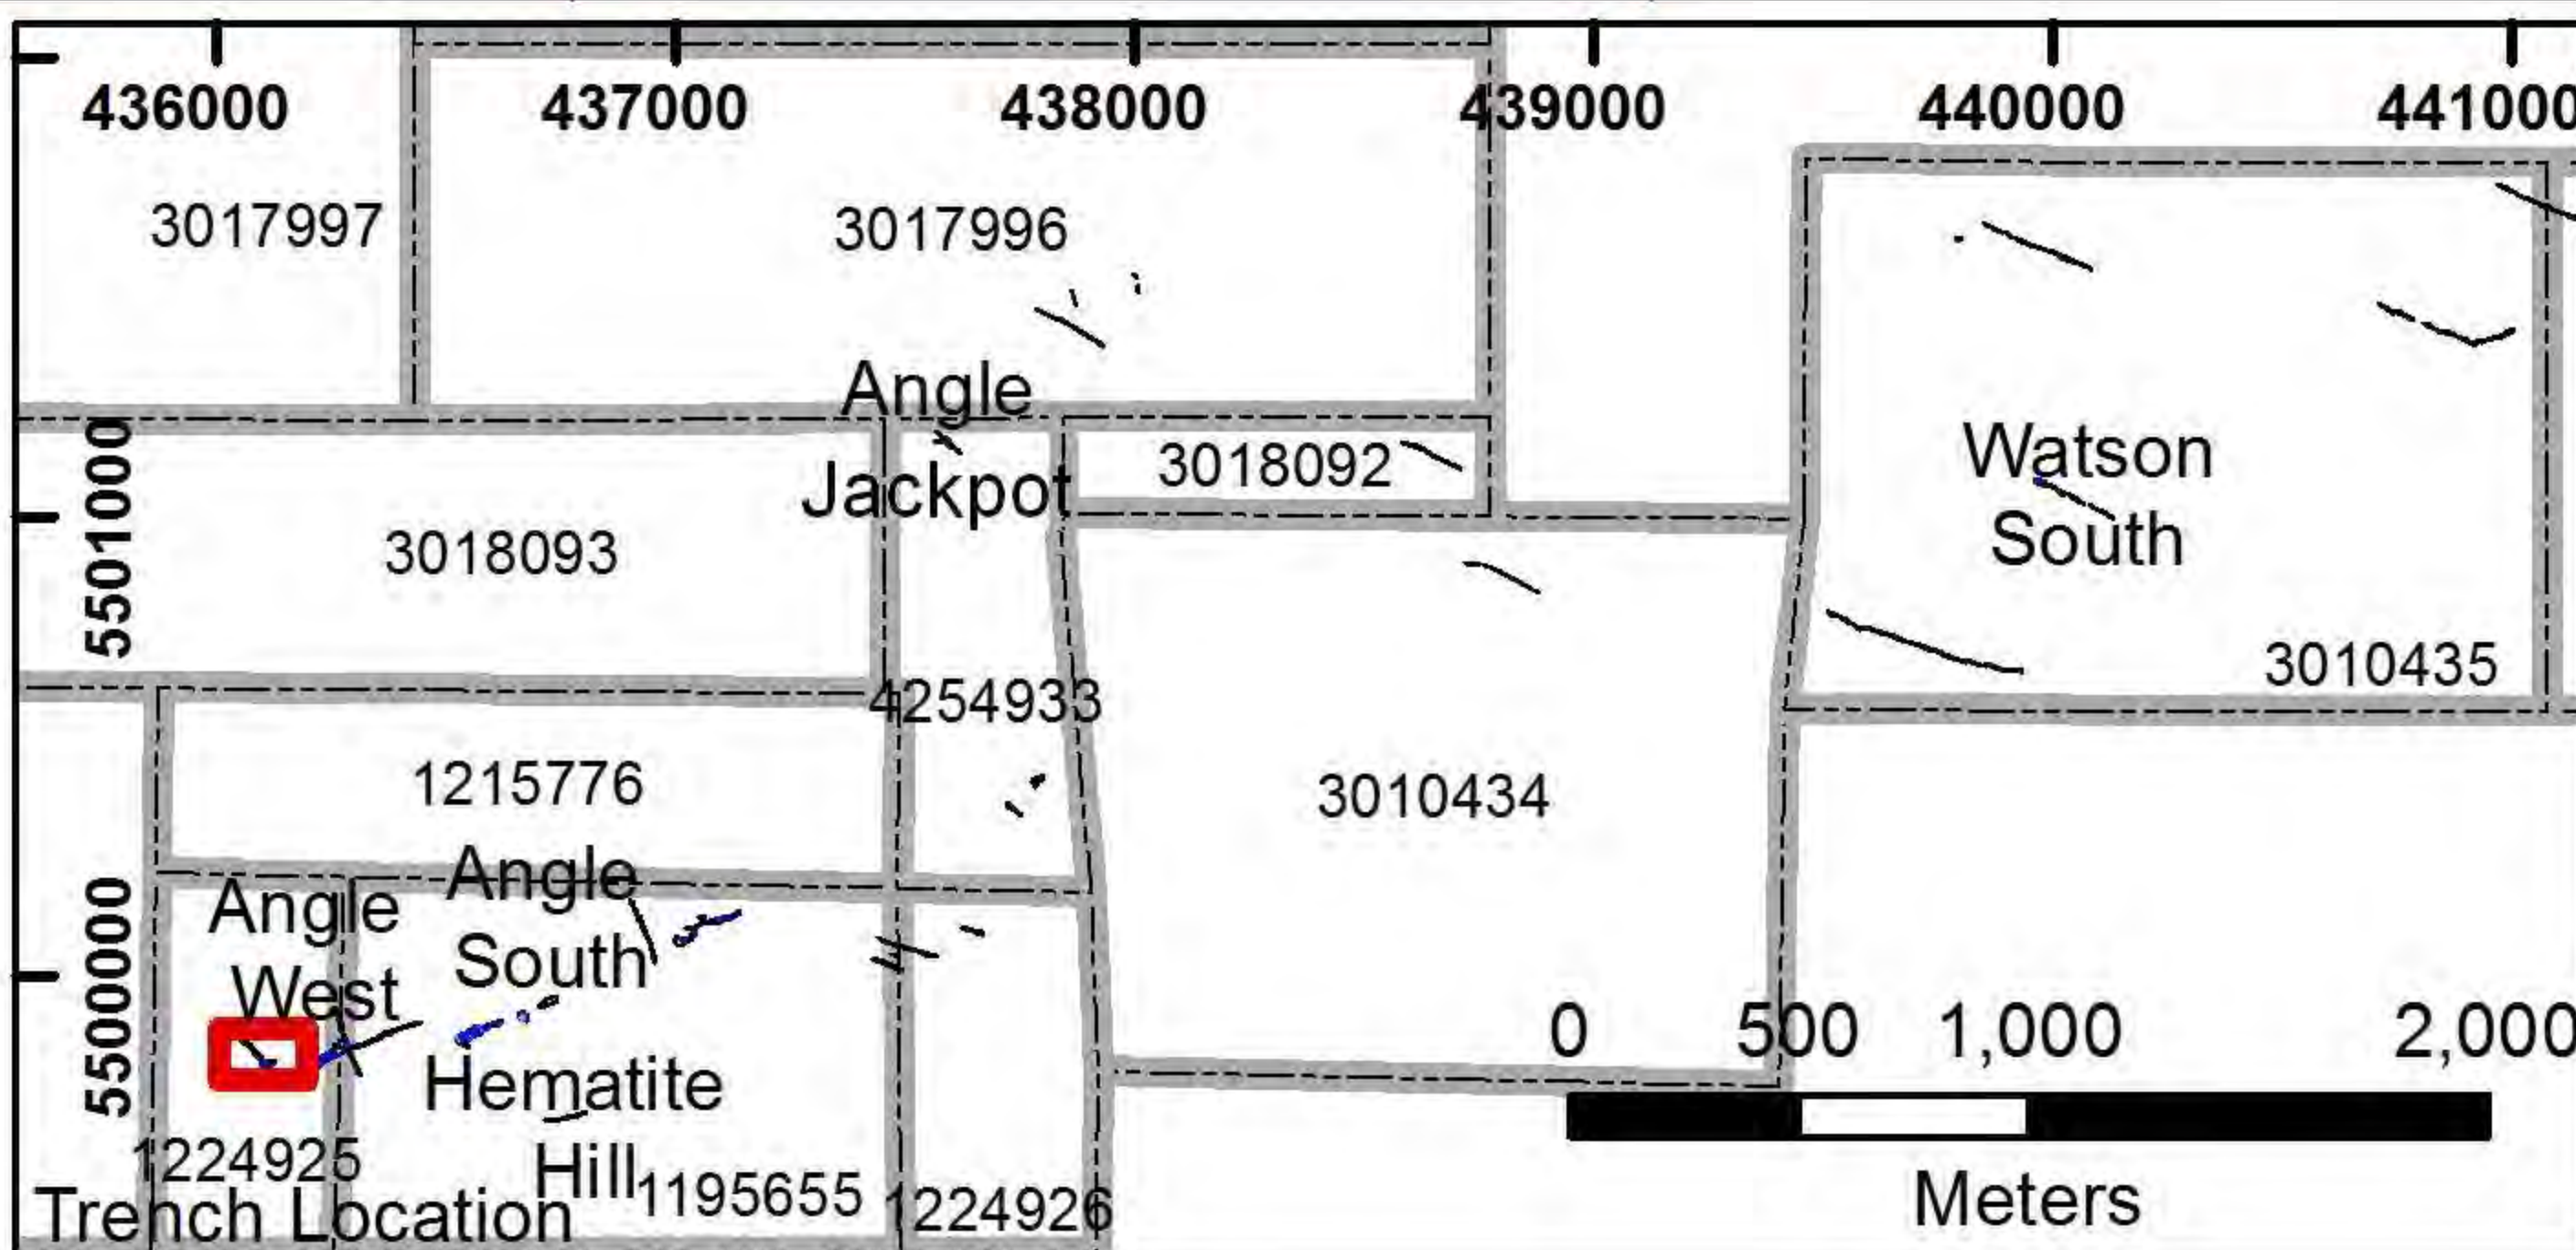 436000 437000 438000 439000 440000 441000
3017997
3017996
Angle
Jackpot
3018092
Watson
South
5501000
3018093
3010435
4254933
1215776
3010434
Angle
South
Angle
West
5500000
0 500 1,000 2,000
Hematite
Hill
1224925
1195655
1224926
Meters
Trench Location